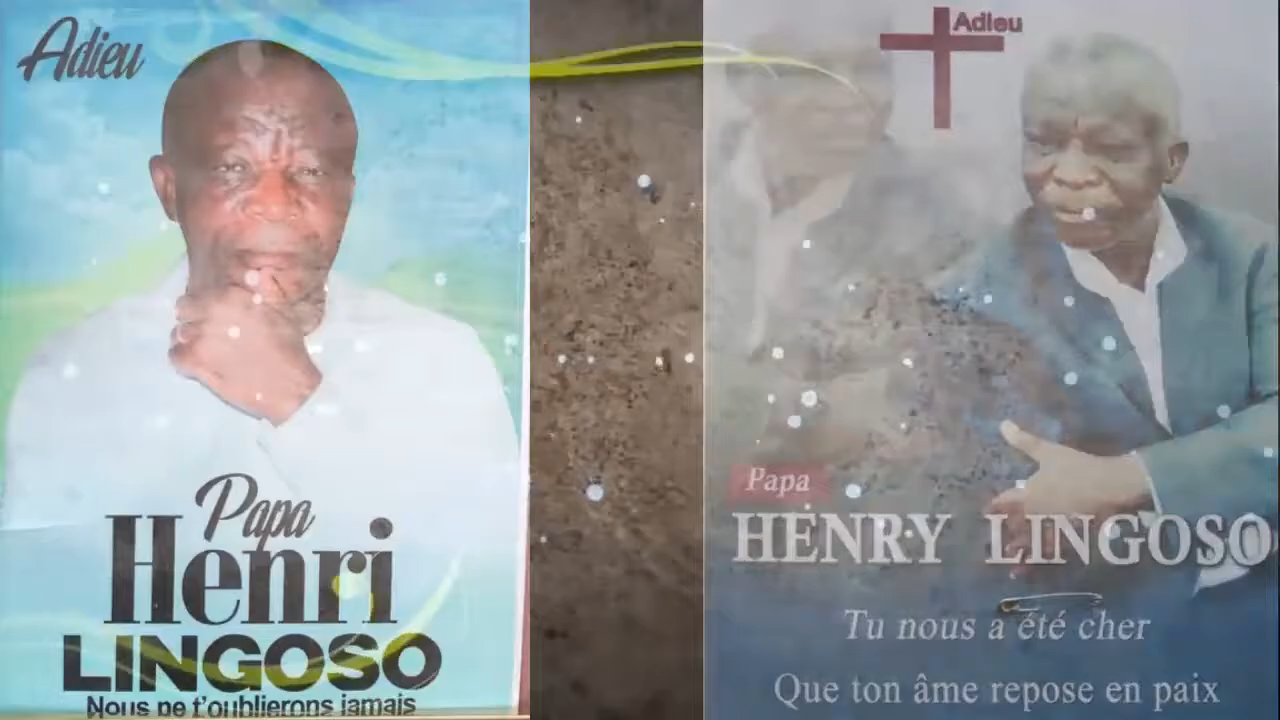 Adieu
Papa
Henri
LINGOSO
Nous ne t'oublierons jamais
Adieu
Papa
HENRY LINGOSO
Tu nous a été cher
Que ton âme repose en paix